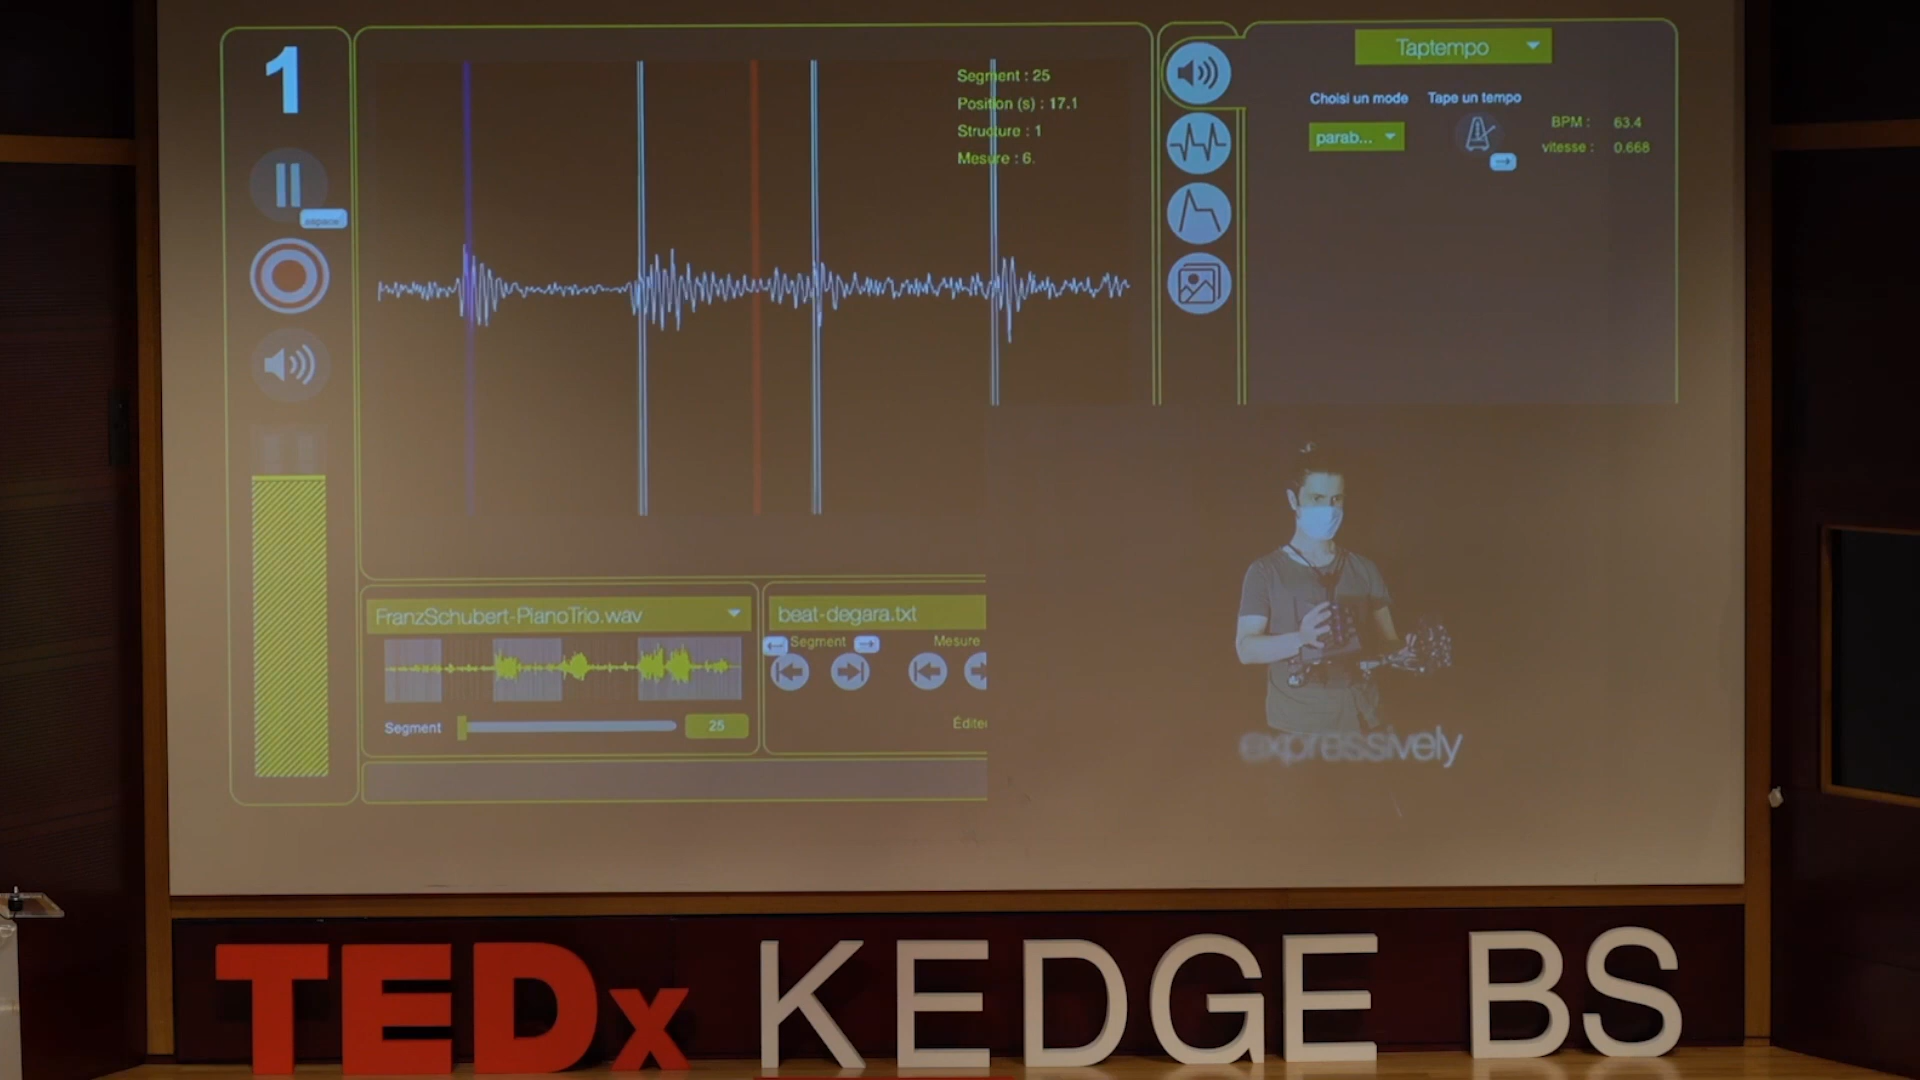 1
espace
Segment : 25
Position (s) : 17.1
Structure : 1
Mesure : 6.
Taptempo
Choisi un mode
Tape un tempo
parab...
BPM : 63.4
vitesse : 0.668
FranzSchubert-PianoTrio.wav
Segment
25
beat-degara.txt
Segment
Mesure
Édite
expressively
TEDx KEDGE BS